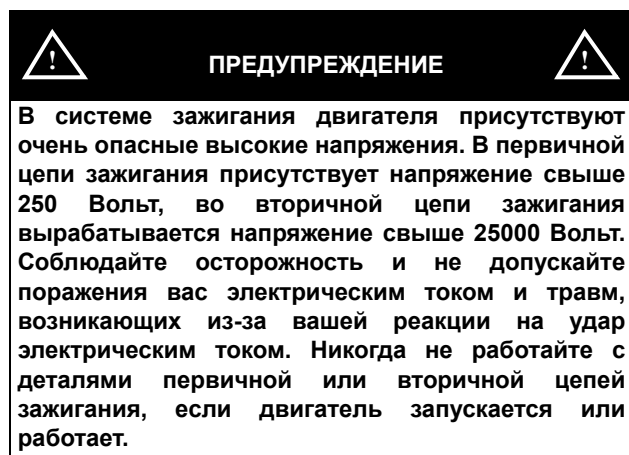 ! ПРЕДУПРЕЖДЕНИЕ !
В системе зажигания двигателя присутствуют
очень опасные высокие напряжения. В первичной
цепи зажигания присутствует напряжение свыше
250 Вольт, во вторичной цепи зажигания
вырабатывается напряжение свыше 25000 Вольт.
Соблюдайте осторожность и не допускайте
поражения вас электрическим током и травм,
возникающих из-за вашей реакции на удар
электрическим током. Никогда не работайте с
деталями первичной или вторичной цепей
зажигания, если двигатель запускается или
работает.